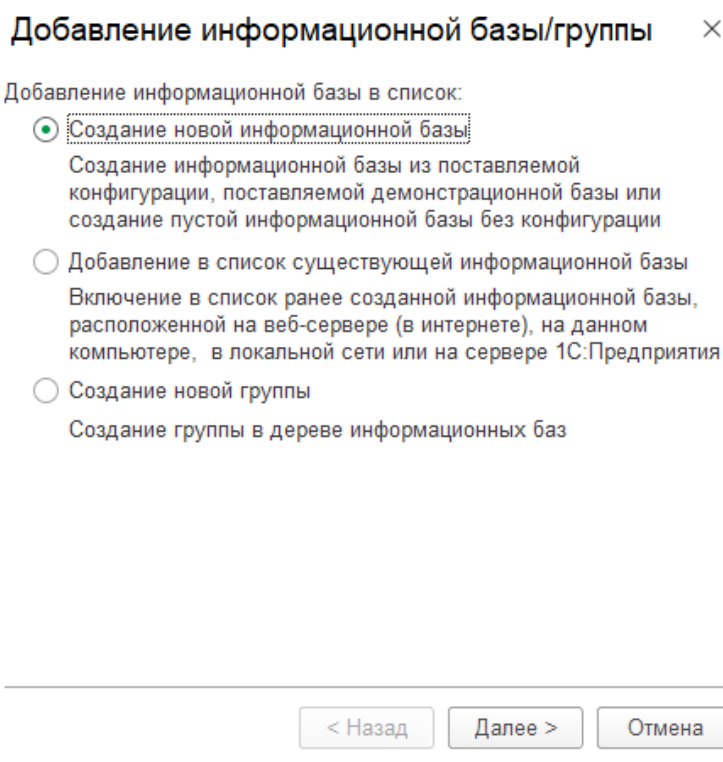 Добавление информационной базы/группы
Добавление информационной базы в список:
Создание новой информационной базы
Создание информационной базы из поставляемой
конфигурации, поставляемой демонстрационной базы или
создание пустой информационной базы без конфигурации
Добавление в список существующей информационной базы
Включение в список ранее созданной информационной базы,
расположенной на веб-сервере (в интернете), на данном
компьютере,  в локальной сети или на сервере 1С:Предприятия
Создание новой группы
Создание группы в дереве информационных баз
< Назад Далее > Отмена